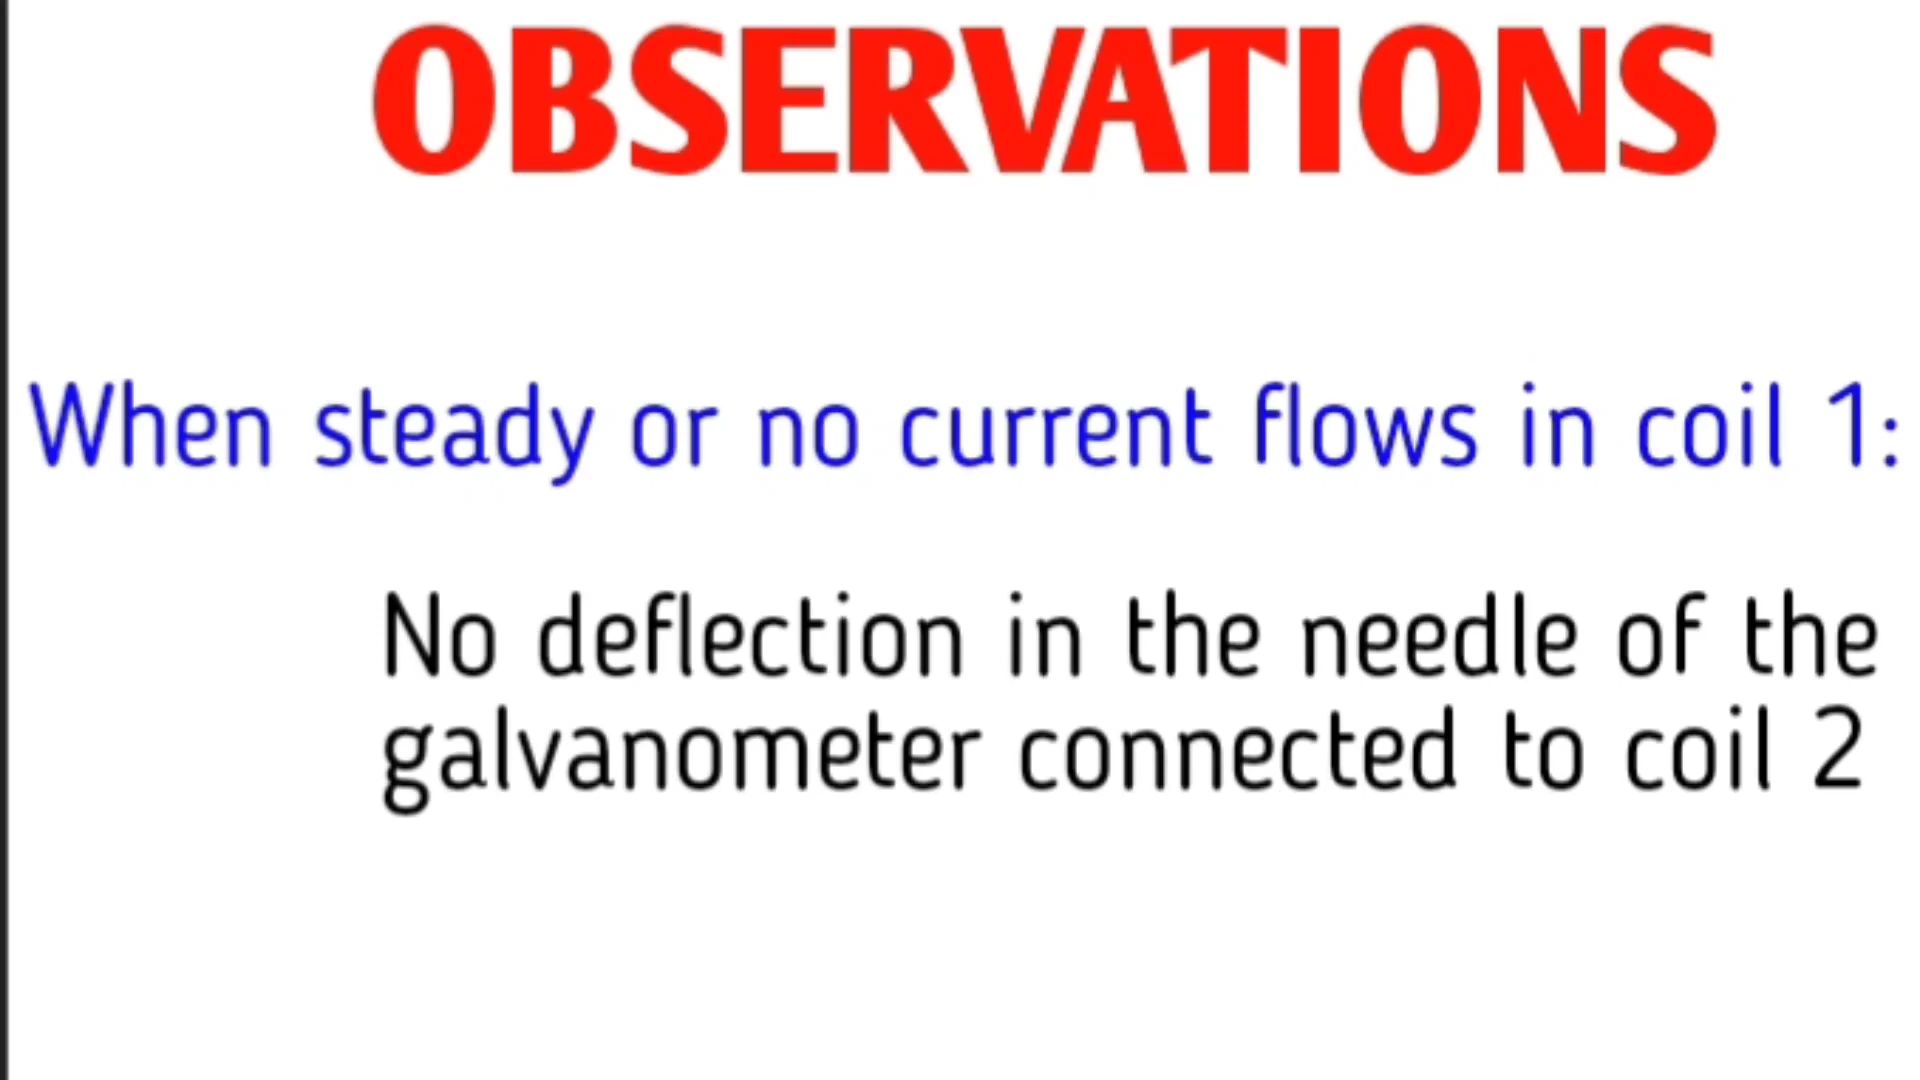 OBSERVATIONS
When steady or no current flows in coil 1:
No deflection in the needle of the
galvanometer connected to coil 2